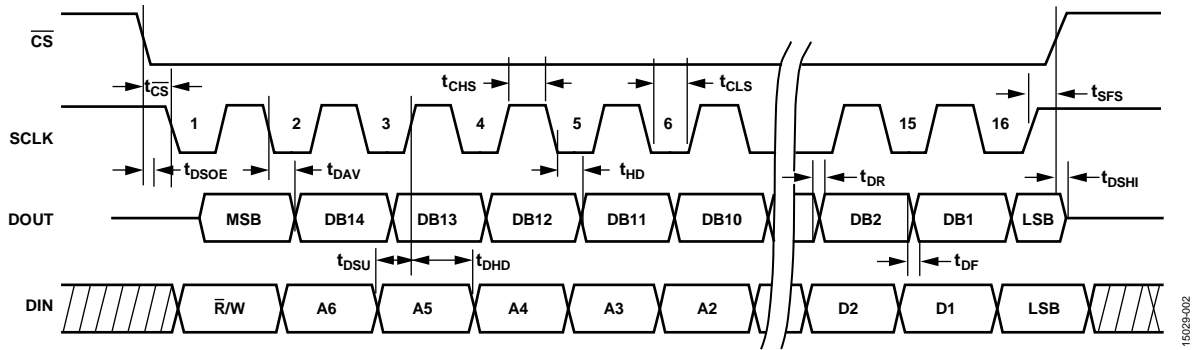 CS
tCS
tCHS
tCLS
tSFS
SCLK
1
2
3
4
5
6
15
16
tDSOE
tDAV
tHD
tDR
tDSHI
DOUT
MSB
DB14
DB13
DB12
DB11
DB10
DB2
DB1
LSB
tDSU
tDHD
tDF
DIN
R/W
A6
A5
A4
A3
A2
D2
D1
LSB
15029-002